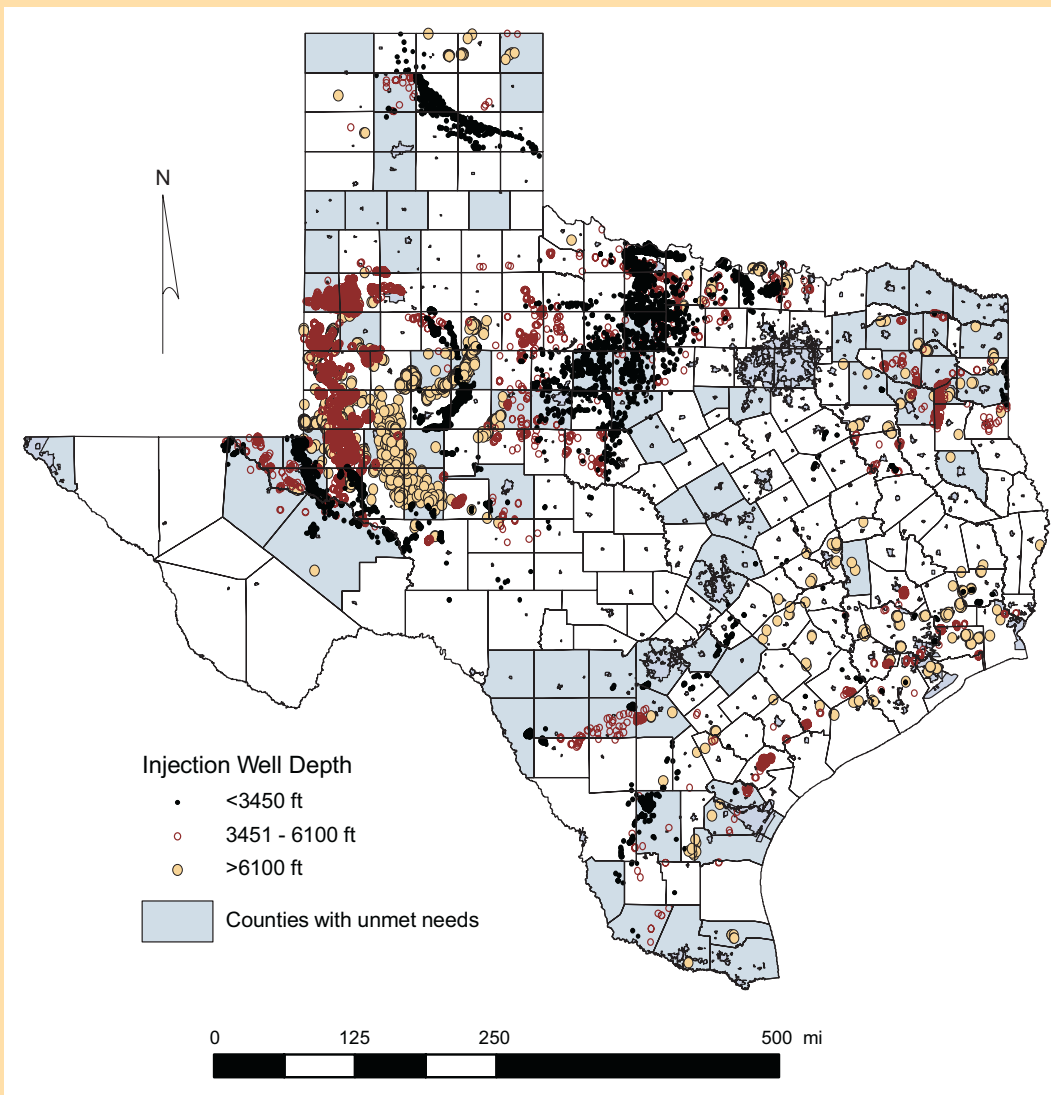 N
Injection Well Depth
<3450 ft
3451 - 6100 ft
>6100 ft
Counties with unmet needs
0 125 250 500 mi